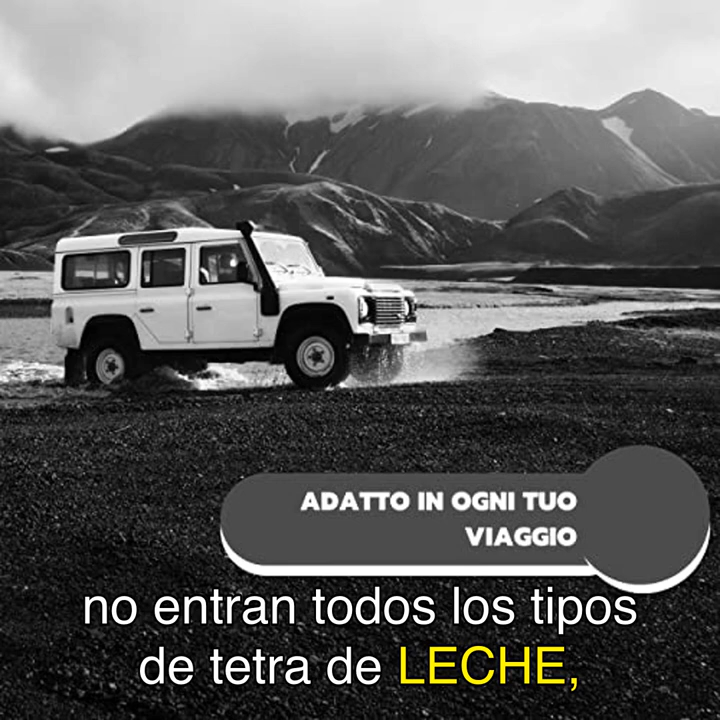 ADATTO IN OGNI TUO
VIAGGIO
no entran todos los tipos
de tetra de LECHE,